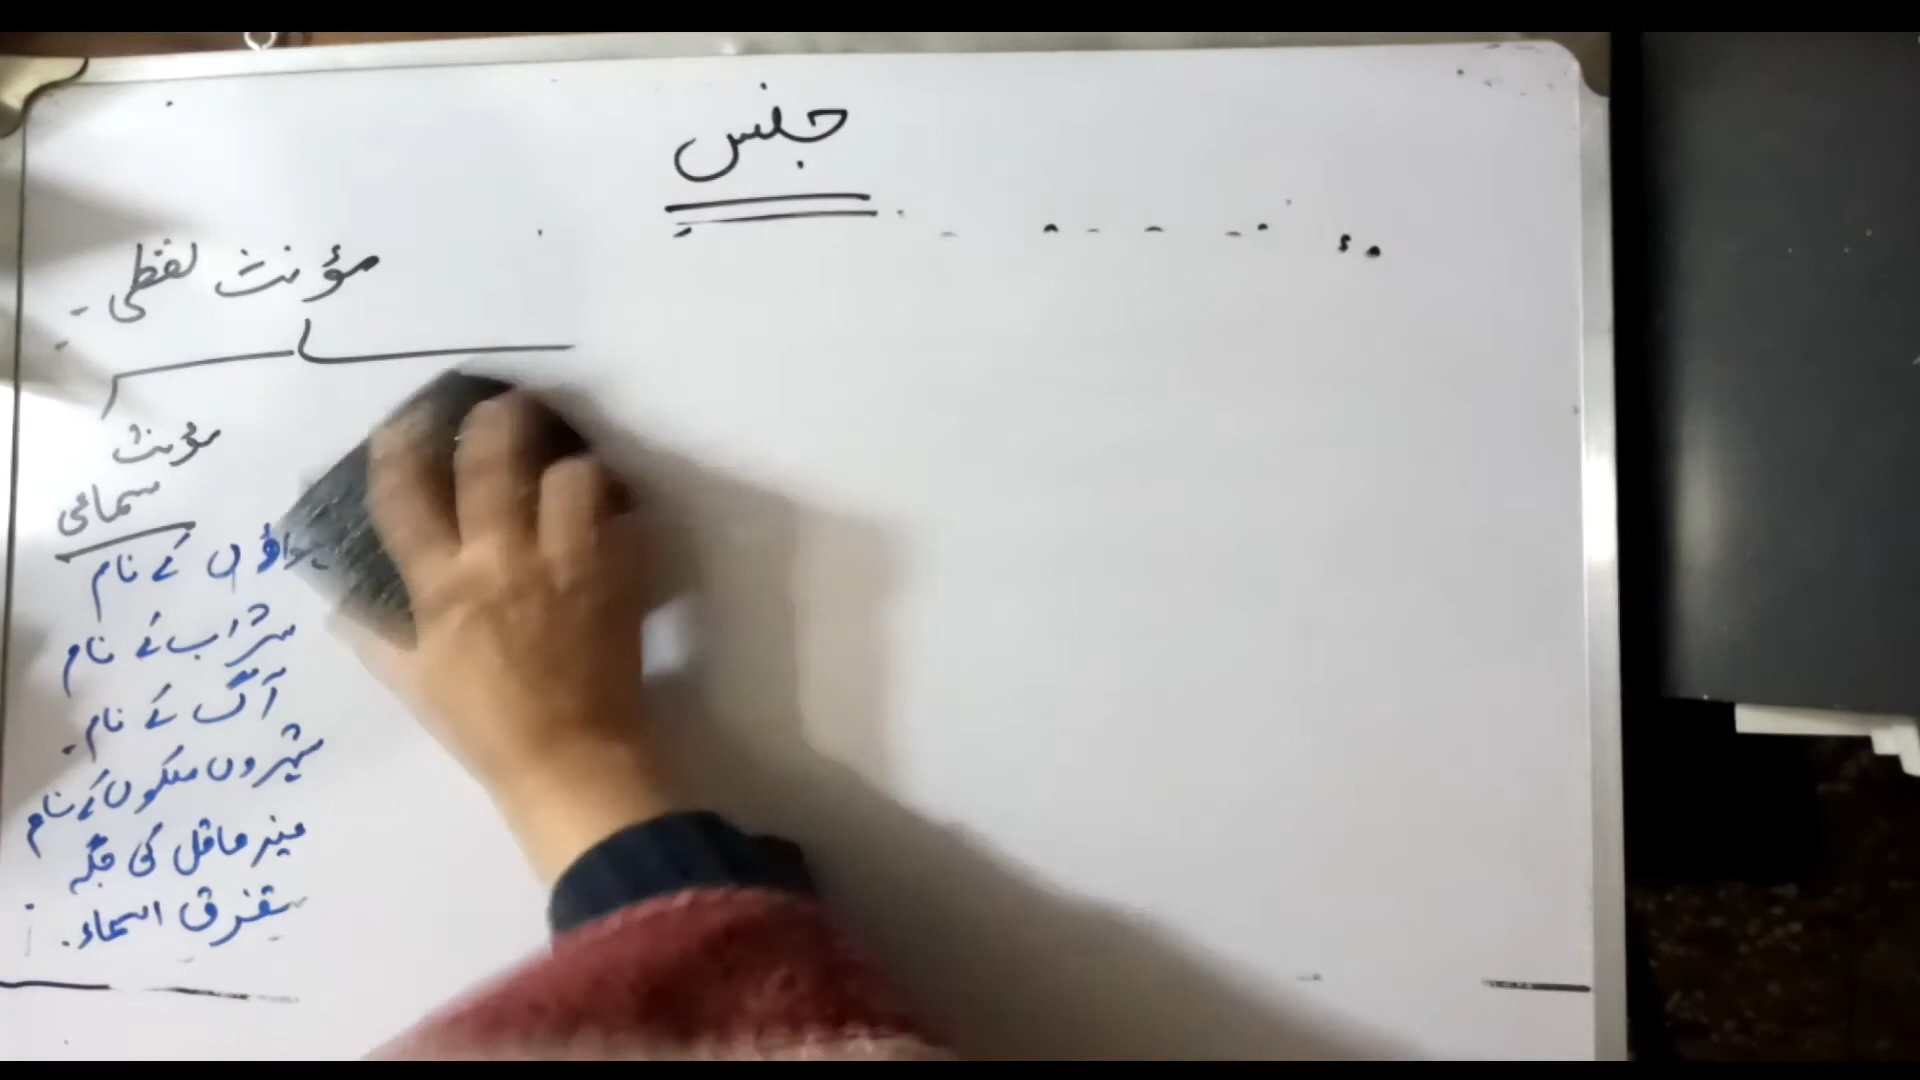 جنس
مؤنث لفظی -
مؤنث
سماعی
ہواؤں کے نام
شراب کے نام
آگ کے نام -
شہروں ملکوں کے نام
غیر عاقل کی جگہ
متفرق اسماء -